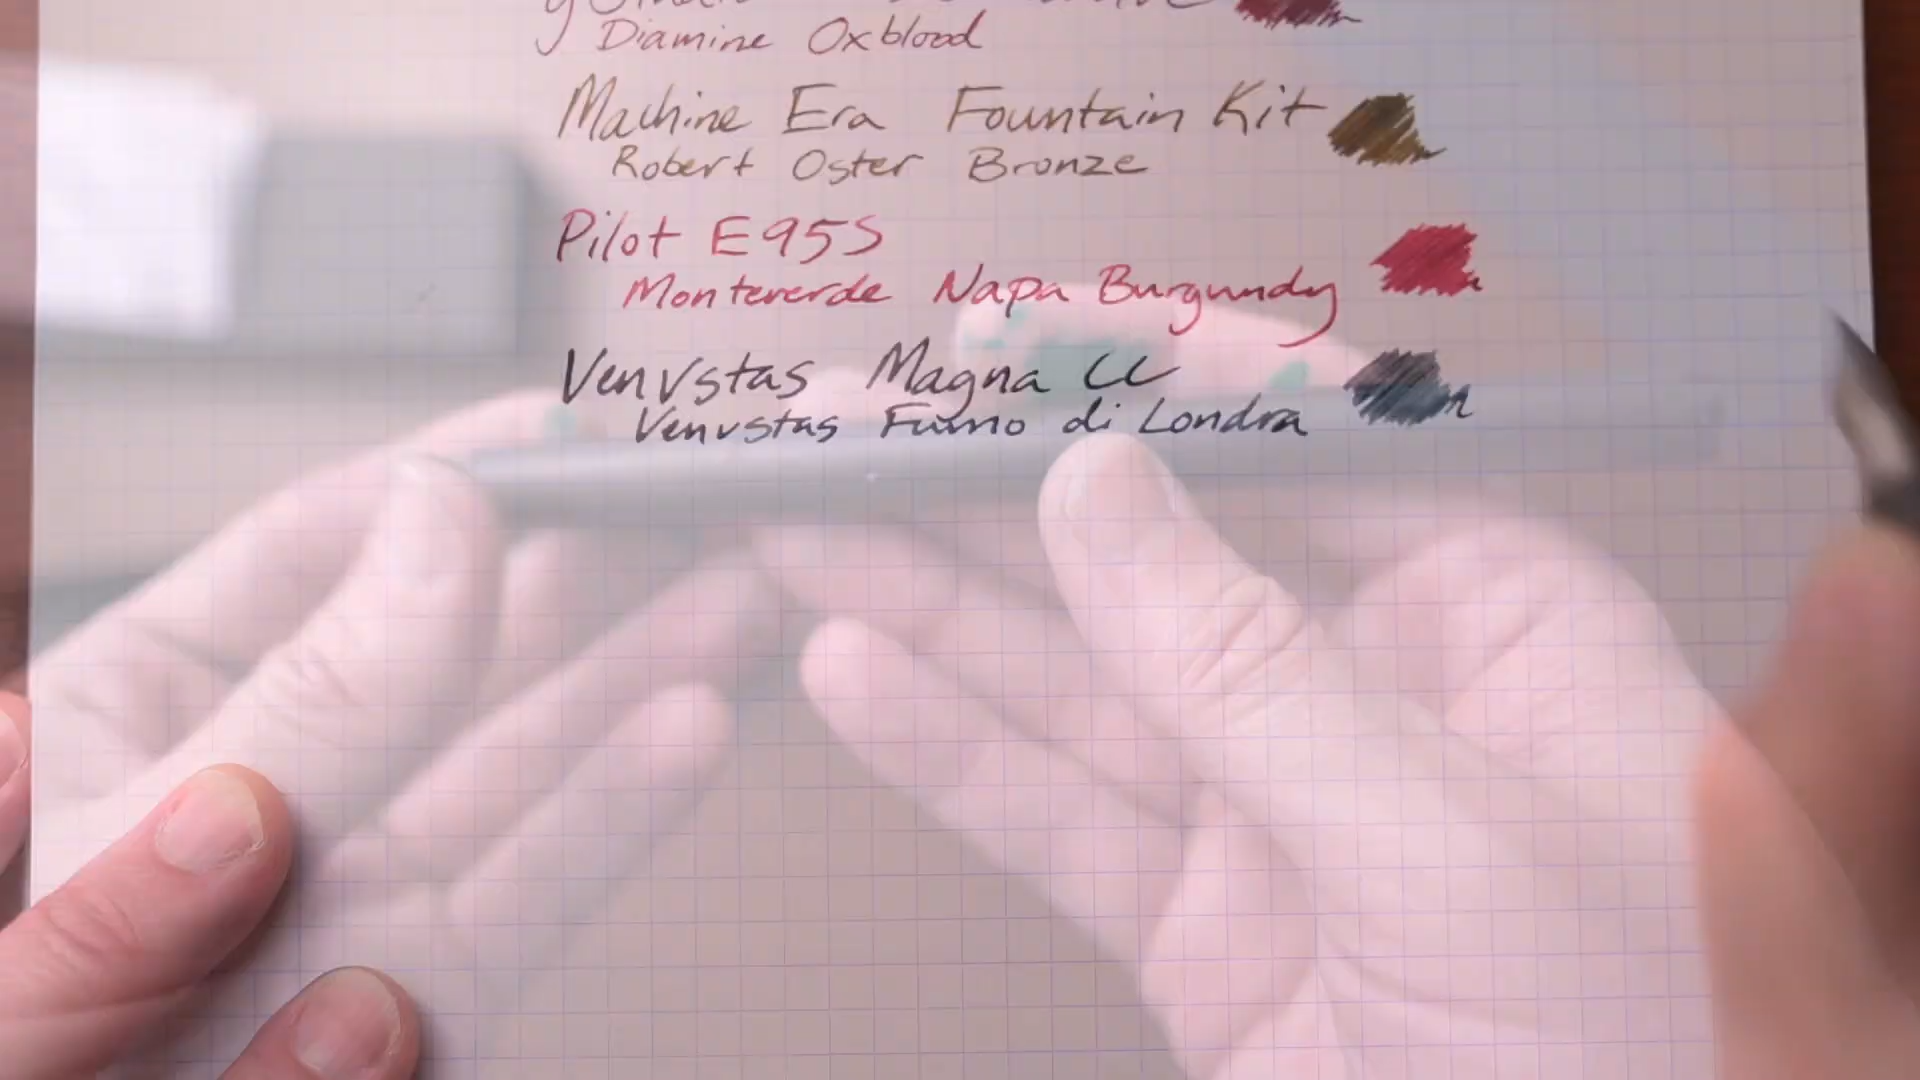 Diamine Oxblood
Machine Era Fountain Kit
Robert Oster Bronze
Pilot E95S
Monteverde Napa Burgundy
Venvstas Magna CC
Venvstas Fumo di Londra